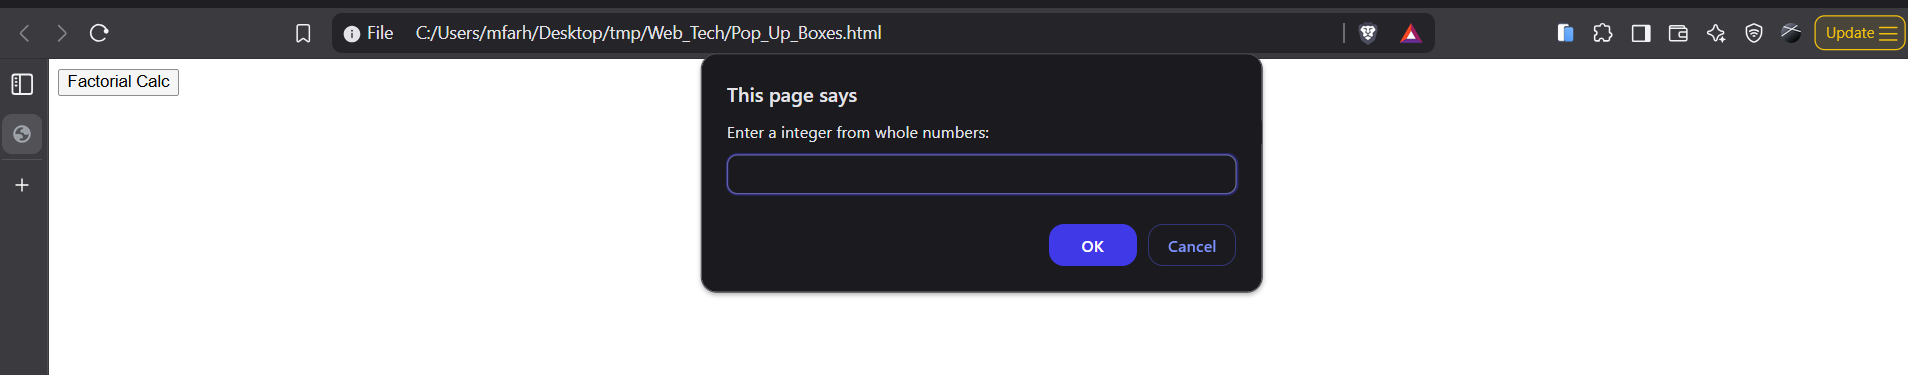 File C:/Users/mfarh/Desktop/tmp/Web_Tech/Pop_Up_Boxes.html
Update
Factorial Calc
This page says
Enter a integer from whole numbers:
OK Cancel